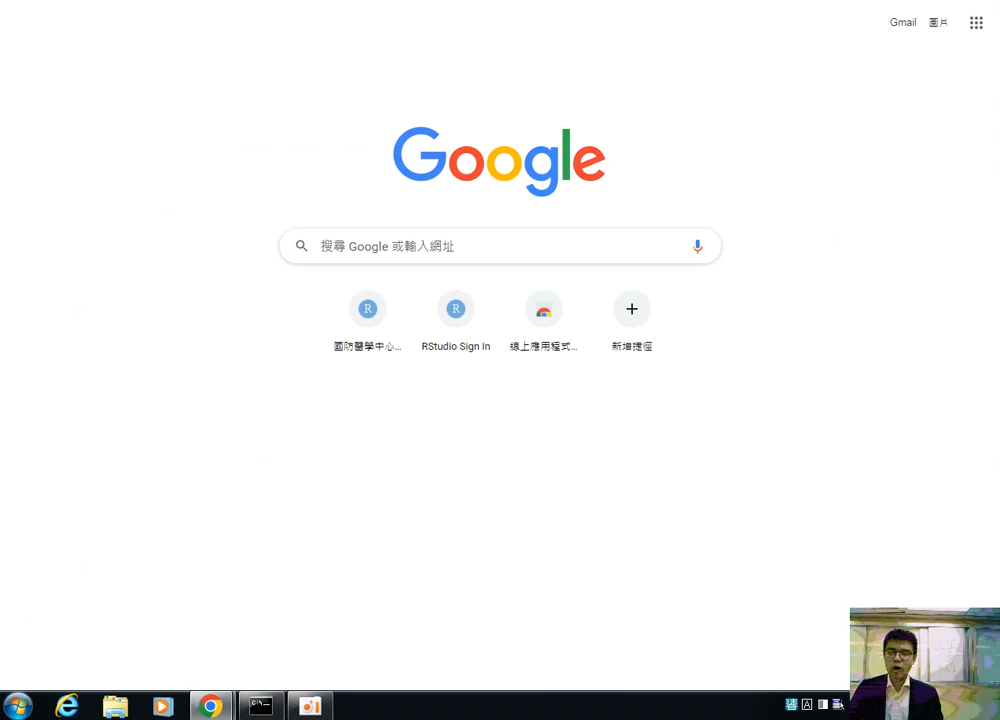 Gmail 圖片
Google
搜尋 Google 或輸入網址
R R
國防醫學中心... RStudio Sign In 線上應用程式... 新增捷徑
C:\_
A